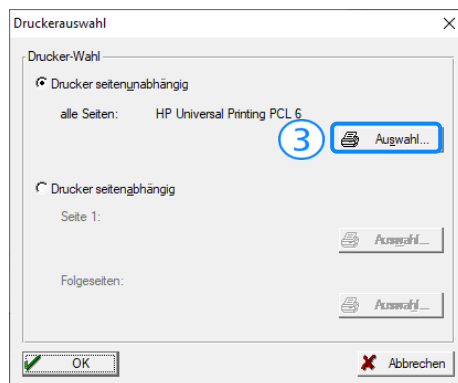 Druckerauswahl
Drucker-Wahl
Drucker seitenunabhängig
alle Seiten: HP Universal Printing PCL 6
3 Auswahl...
Drucker seitenabhängig
Seite 1:
Auswahl...
Folgeseiten:
Auswahl...
OK Abbrechen